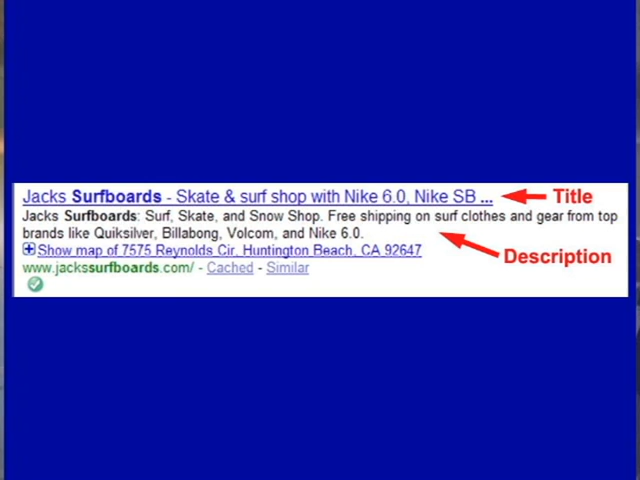 Jacks Surfboards - Skate & surf shop with Nike 6.0, Nike SB ... Title
Jacks Surfboards: Surf, Skate, and Snow Shop. Free shipping on surf clothes and gear from top
brands like Quiksilver, Billabong, Volcom, and Nike 6.0.
Show map of 7575 Reynolds Cir, Huntington Beach, CA 92647
Description
www.jackssurfboards.com/ - Cached - Similar